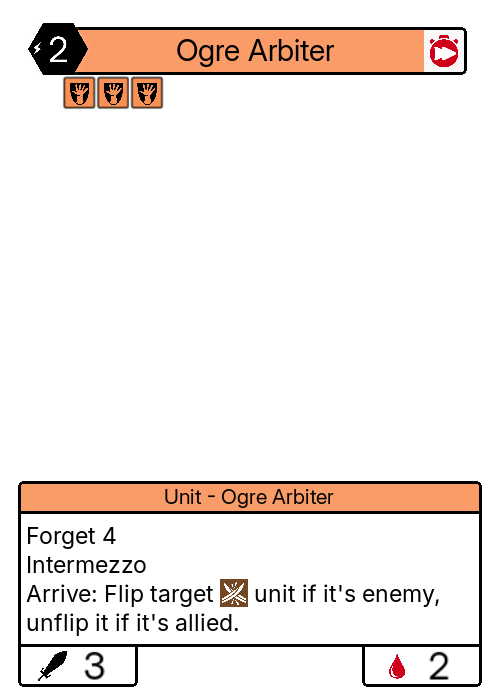 2 Ogre Arbiter
Unit - Ogre Arbiter
Forget 4
Intermezzo
Arrive: Flip target unit if it's enemy,
unflip it if it's allied.
3 2